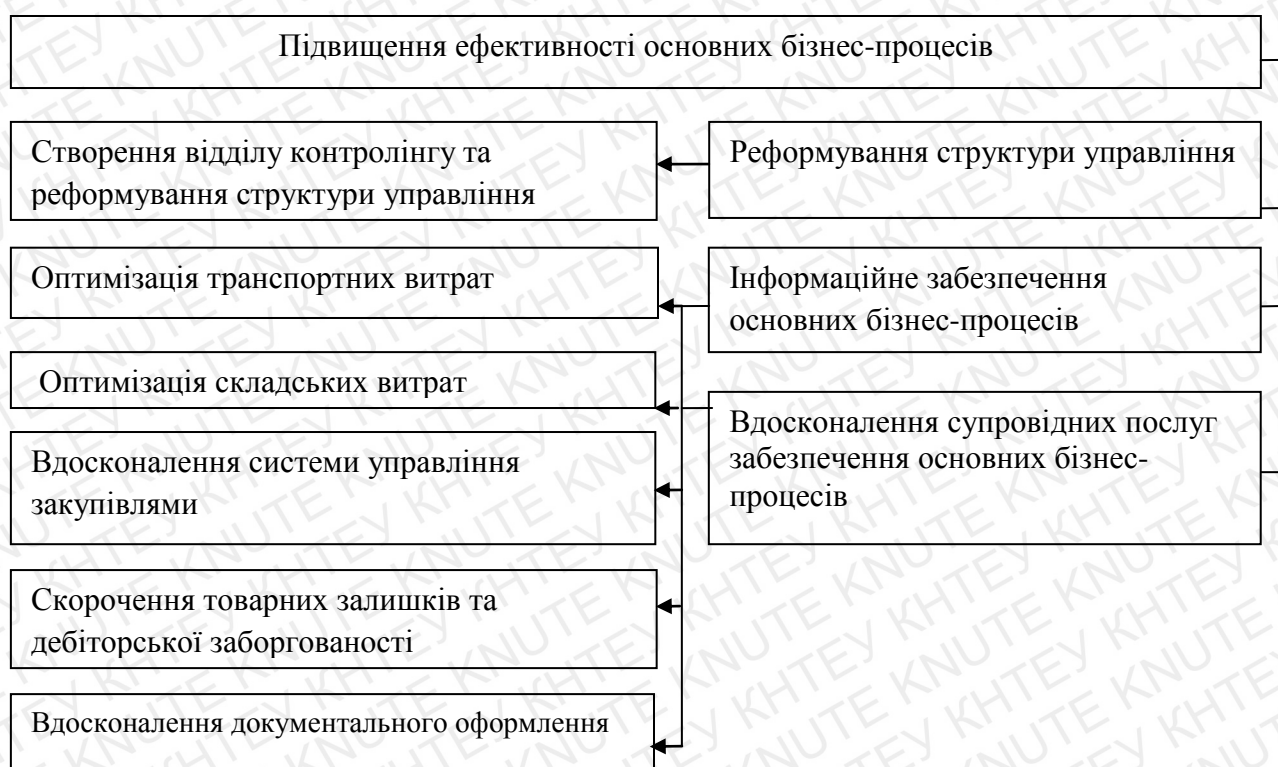 Підвищення ефективності основних бізнес-процесів
Створення відділу контролінгу та
реформування структури управління
Реформування структури управління
Оптимізація транспортних витрат
Інформаційне забезпечення
основних бізнес-процесів
Оптимізація складських витрат
Вдосконалення супровідних послуг
забезпечення основних бізнес-
процесів
Вдосконалення системи управління
закупівлями
Скорочення товарних залишків та
дебіторської заборгованості
Вдосконалення документального оформлення